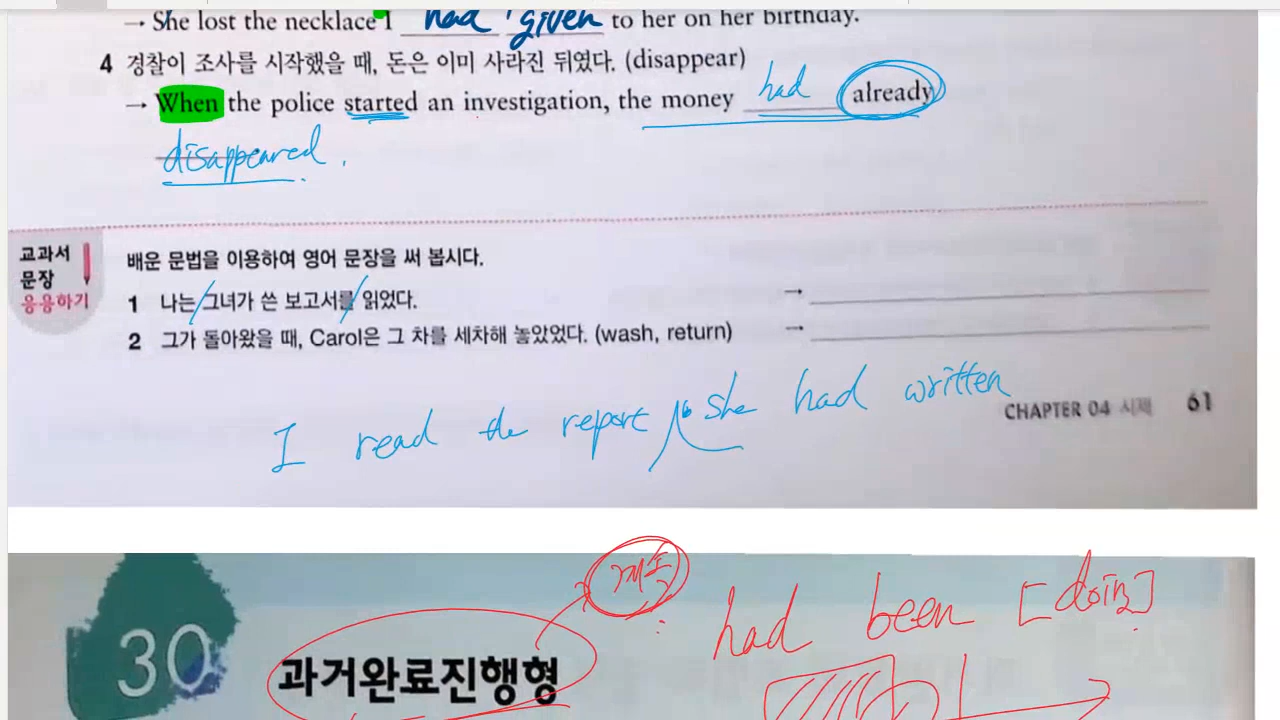 → She lost the necklace I had given to her on her birthday.
4 경찰이 조사를 시작했을 때, 돈은 이미 사라진 뒤였다. (disappear)
→ When the police started an investigation, the money had already
disappeared.
교과서
문장
응용하기
배운 문법을 이용하여 영어 문장을 써 봅시다.
1 나는/그녀가 쓴 보고서를/읽었다. →
2 그가 돌아왔을 때, Carol은 그 차를 세차해 놓았었다. (wash, return) →
I read the report she had written
CHAPTER 04 시제 61
계속
had been [doing]
30 과거완료진행형